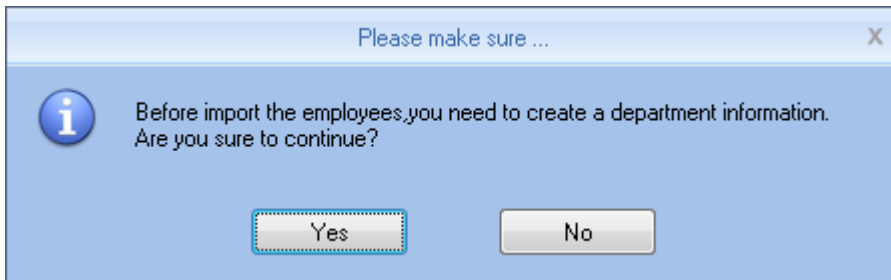 Please make sure ...
X
Before import the employees,you need to create a department information.
Are you sure to continue?
Yes
No